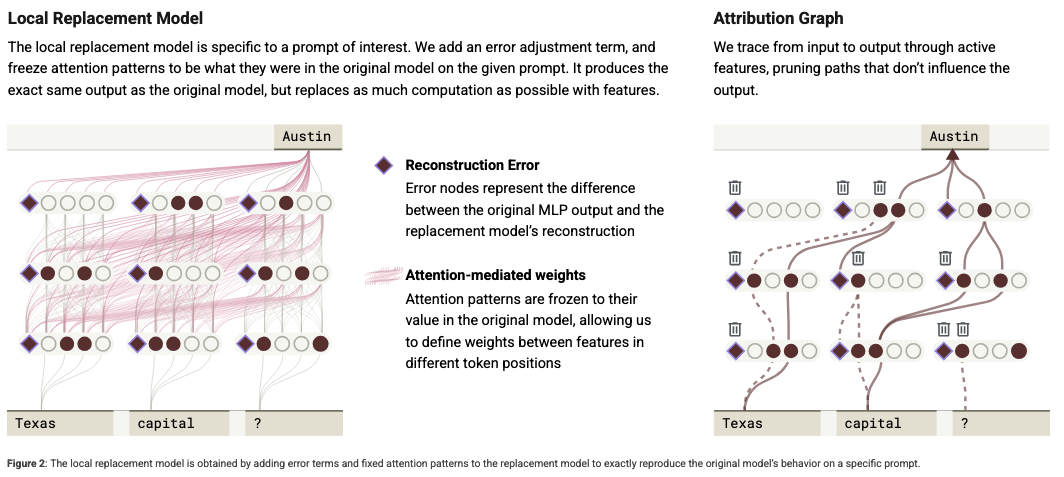 Local Replacement Model
The local replacement model is specific to a prompt of interest. We add an error adjustment term, and
freeze attention patterns to be what they were in the original model on the given prompt. It produces the
exact same output as the original model, but replaces as much computation as possible with features.
Austin
Texas
capital
?
Reconstruction Error
Error nodes represent the difference
between the original MLP output and the
replacement model's reconstruction
Attention-mediated weights
Attention patterns are frozen to their
value in the original model, allowing us
to define weights between features in
different token positions
Attribution Graph
We trace from input to output through active
features, pruning paths that don't influence the
output.
Austin
Texas
capital
?
Figure 2: The local replacement model is obtained by adding error terms and fixed attention patterns to the replacement model to exactly reproduce the original model's behavior on a specific prompt.